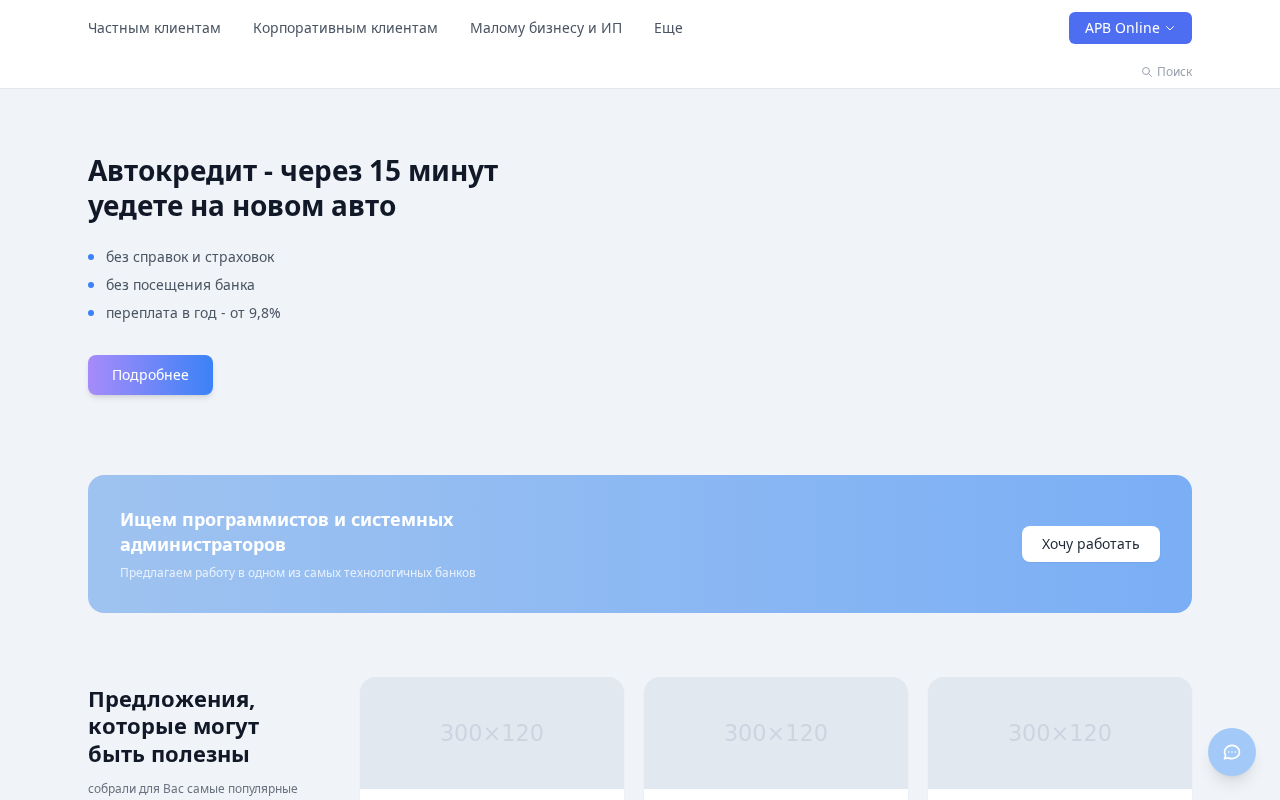 Частным клиентам Корпоративным клиентам Малому бизнесу и ИП Еще APB Online
Поиск
Автокредит - через 15 минут
уедете на новом авто
без справок и страховок
без посещения банка
переплата в год - от 9,8%
Подробнее
Ищем программистов и системных
администраторов
Предлагаем работу в одном из самых технологичных банков
Хочу работать
Предложения,
которые могут
быть полезны
собрали для Вас самые популярные
300×120 300×120 300×120